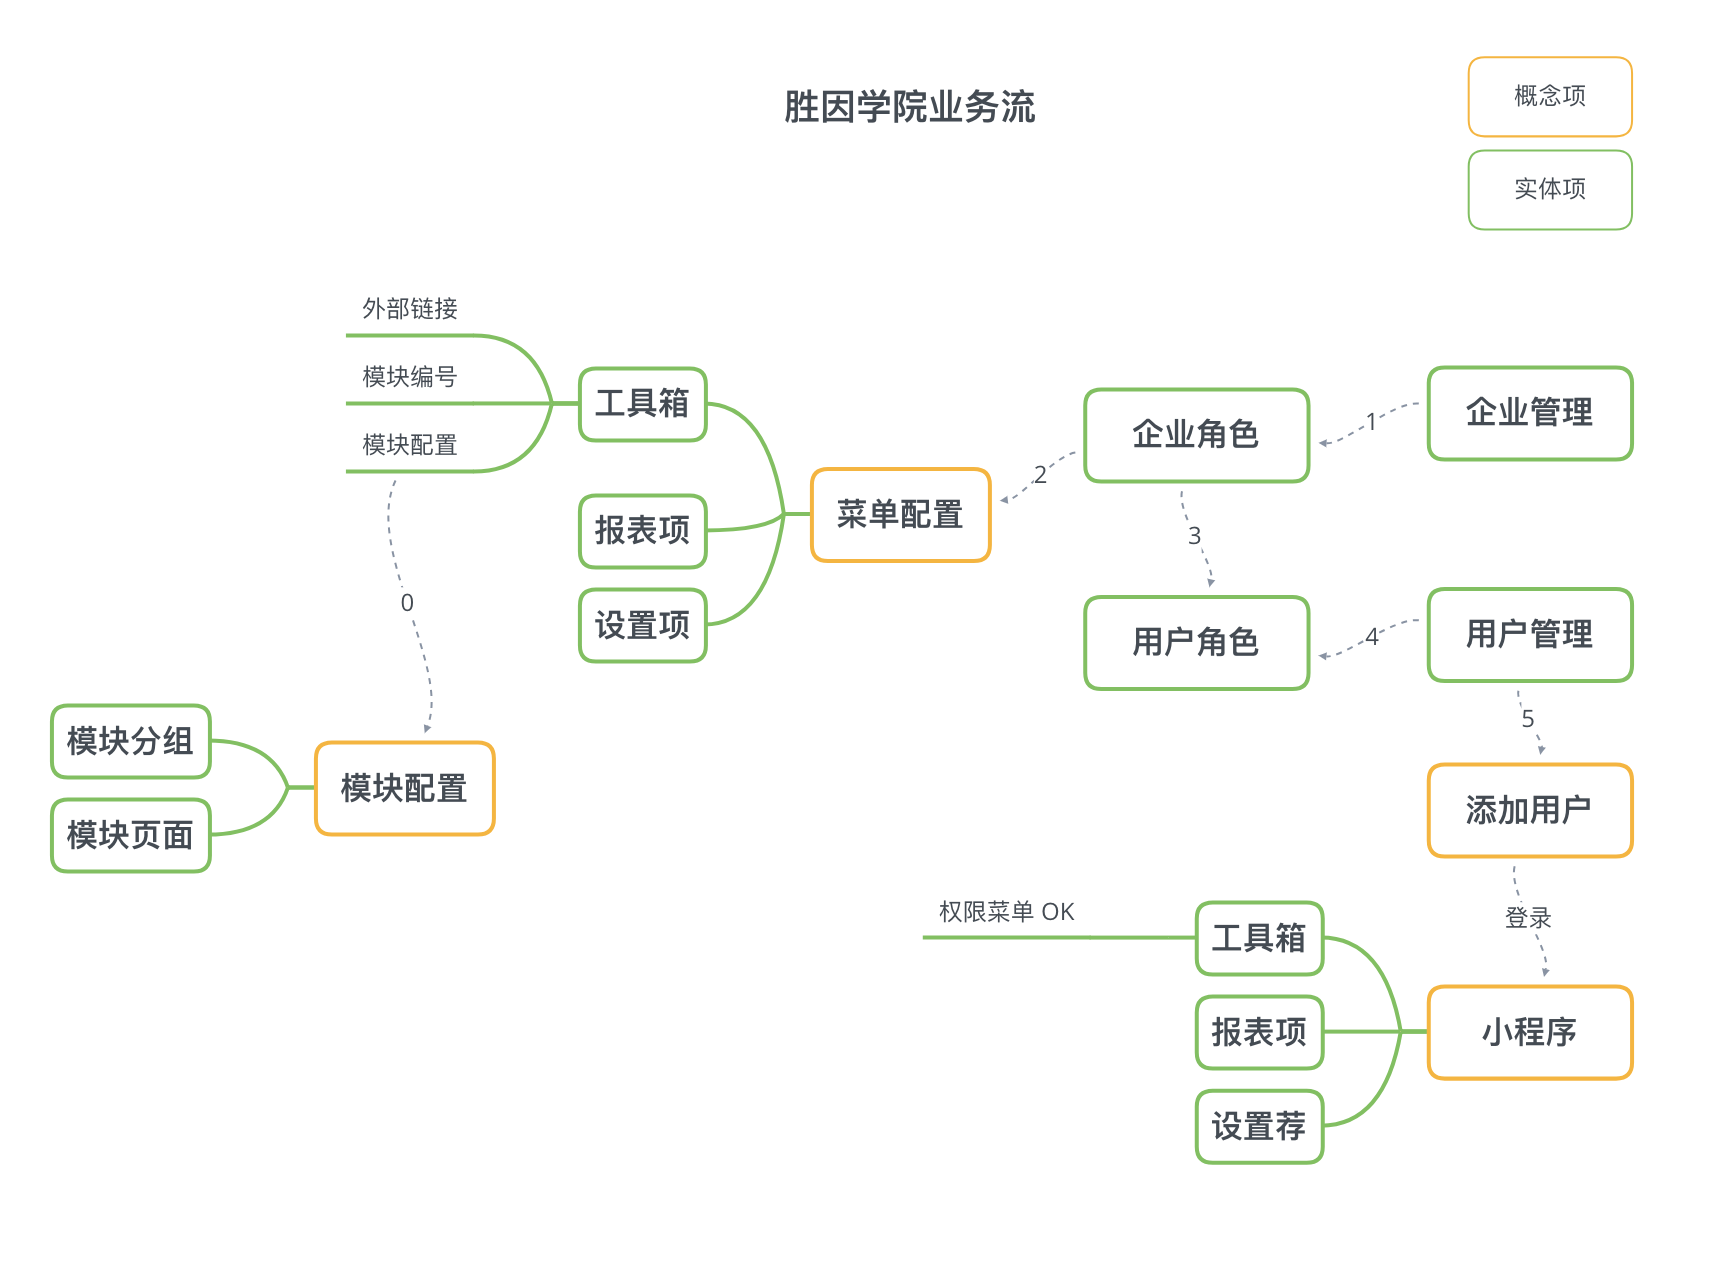 胜因学院业务流
概念项
实体项
外部链接
模块编号
模块配置
工具箱
报表项
设置项
菜单配置
企业角色
企业管理
1
2
3
用户角色
用户管理
4
5
0
模块分组
模块页面
模块配置
添加用户
登录
权限菜单 OK
工具箱
报表项
设置荐
小程序